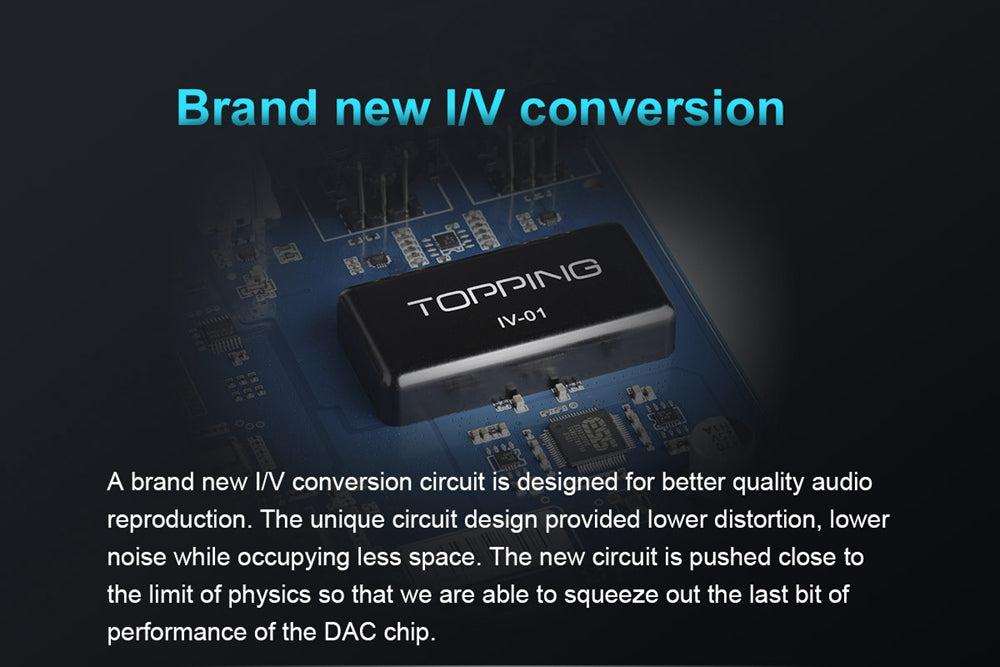 Brand new I/V conversion
TOPPING
IV-01
ESS
A brand new I/V conversion circuit is designed for better quality audio
reproduction. The unique circuit design provided lower distortion, lower
noise while occupying less space. The new circuit is pushed close to
the limit of physics so that we are able to squeeze out the last bit of
performance of the DAC chip.